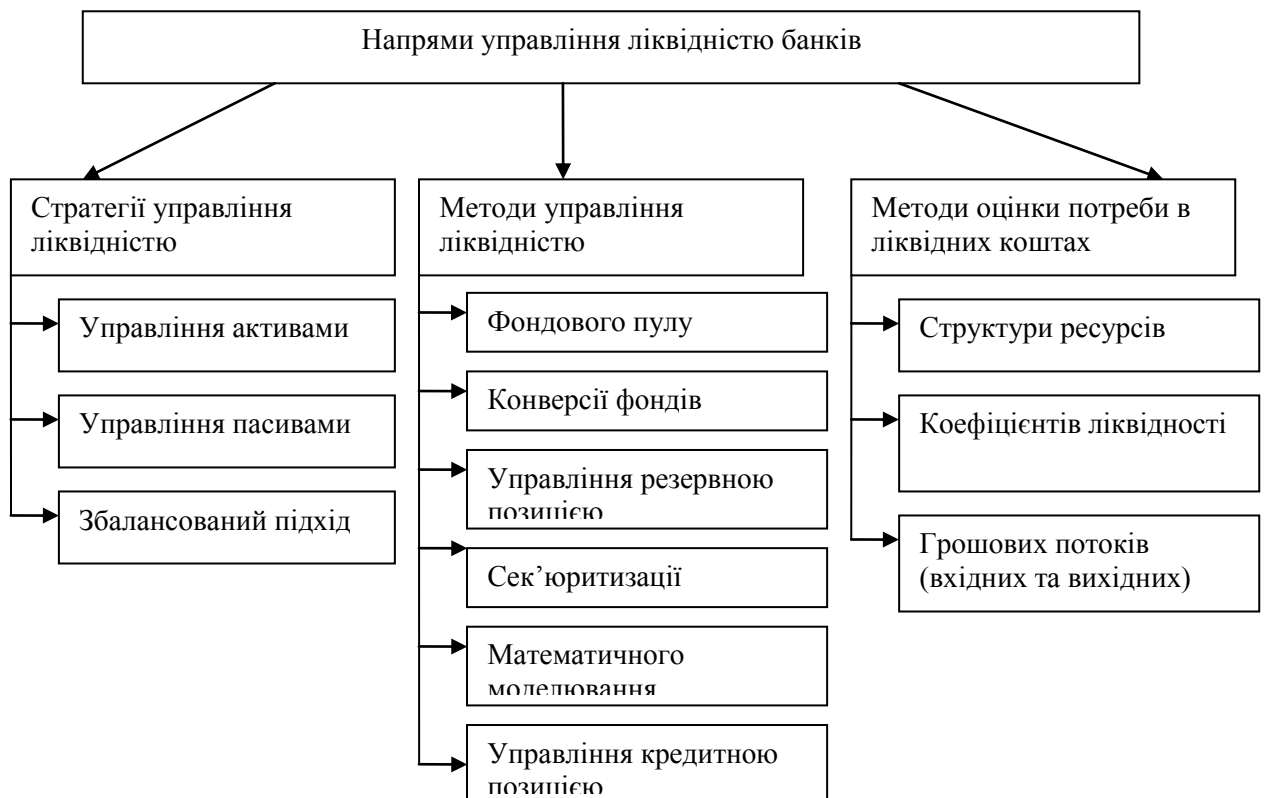 Напрями управління ліквідністю банків
Стратегії управління
ліквідністю
Управління активами
Управління пасивами
Збалансований підхід
Методи управління
ліквідністю
Фондового пулу
Конверсії фондів
Управління резервною
позицією
Сек’юритизації
Математичного
моделювання
Управління кредитною
позицією
Методи оцінки потреби в
ліквідних коштах
Структури ресурсів
Коефіцієнтів ліквідності
Грошових потоків
(вхідних та вихідних)